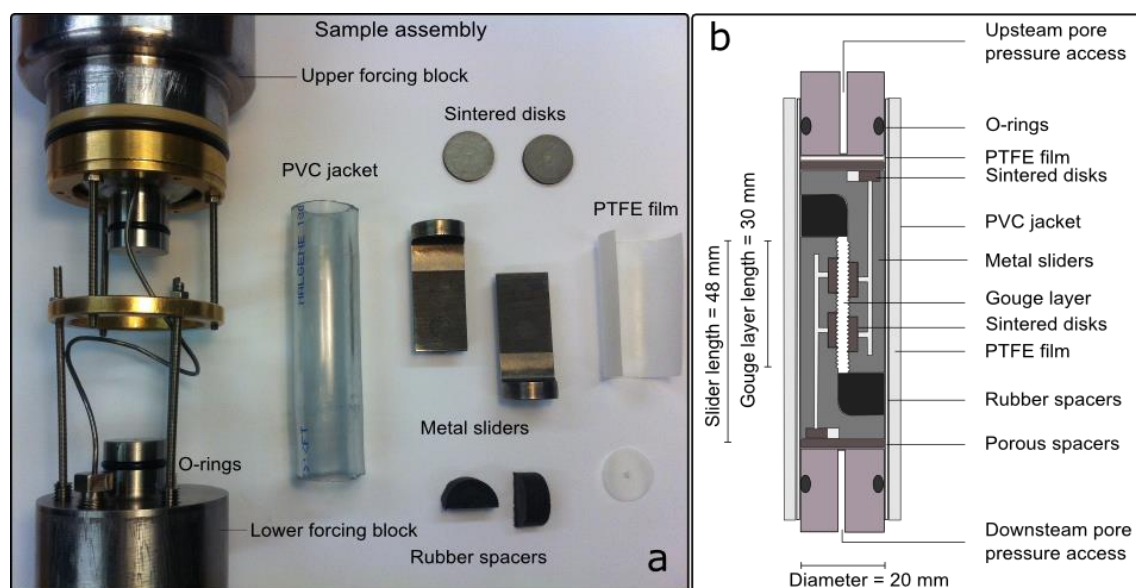 Sample assembly
Upper forcing block
Sintered disks
PVC jacket
PTFE film
NALGENE 180
Metal sliders
O-rings
Lower forcing block
Rubber spacers
a
b
Upsteam pore
pressure access
O-rings
PTFE film
Sintered disks
PVC jacket
Metal sliders
Gouge layer
Sintered disks
PTFE film
Rubber spacers
Porous spacers
Downsteam pore
pressure access
Slider length = 48 mm
Gouge layer length = 30 mm
Diameter = 20 mm